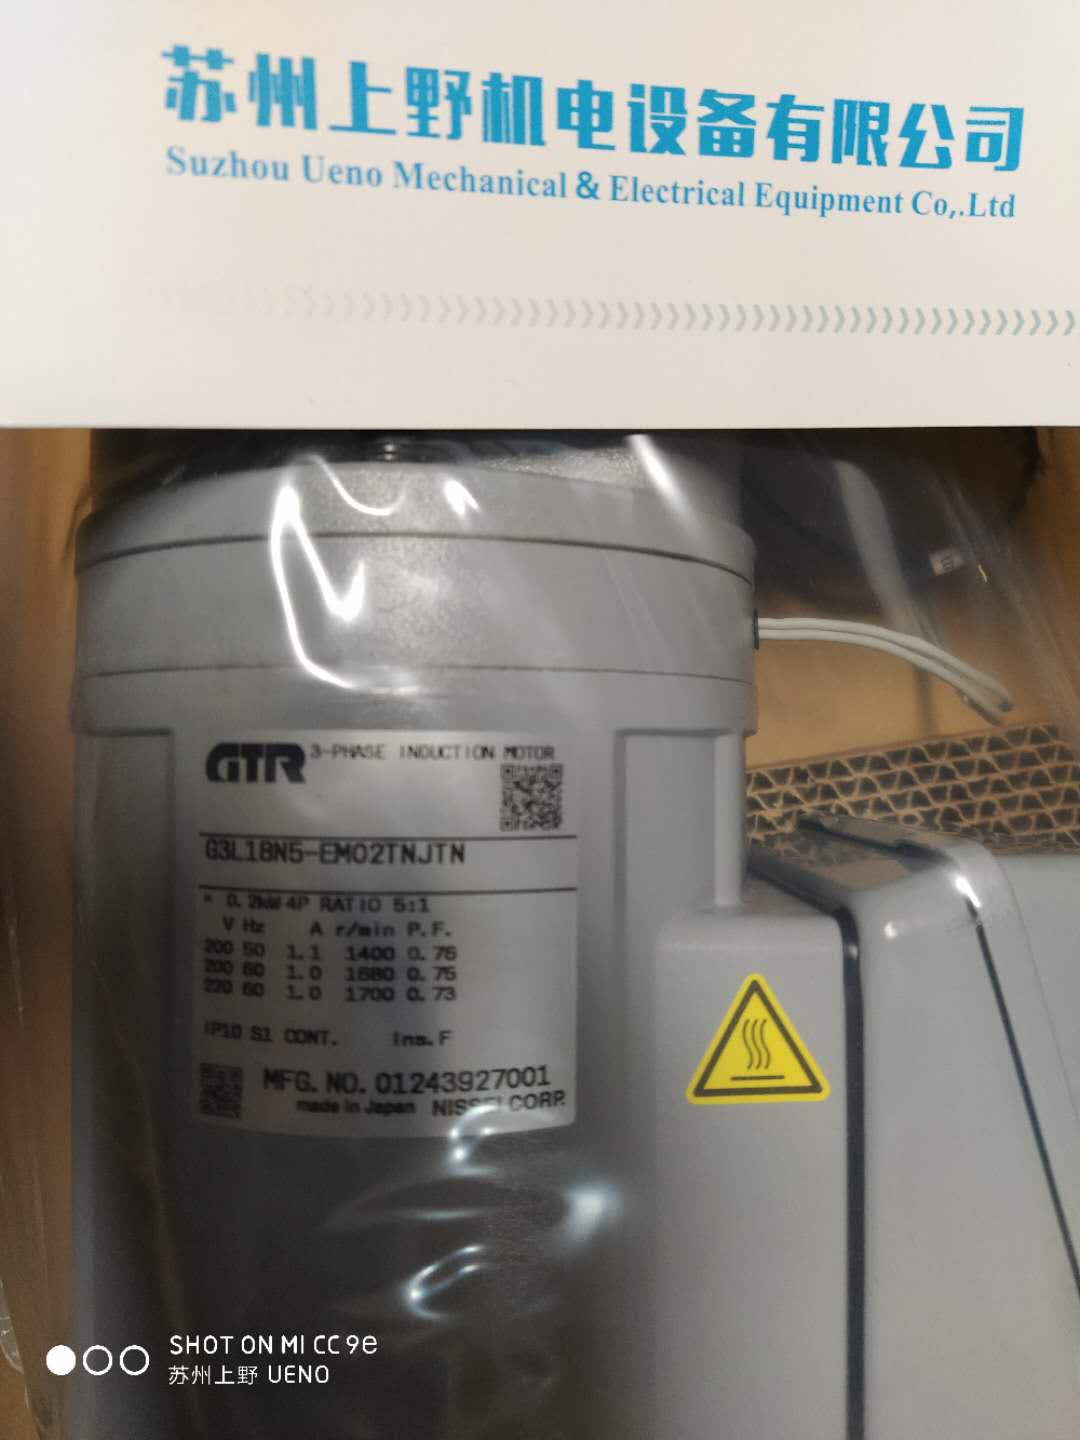 苏州上野机电设备有限公司
Suzhou Ueno Mechanical & Electrical Equipment Co,.Ltd
GTR 3-PHASE INDUCTION MOTOR
G3L18N5-EM02TNJTN
0.2kW 4P RATIO 5:1
V Hz A r/min P.F.
200 50 1.1 1400 0.76
200 60 1.0 1680 0.75
220 60 1.0 1700 0.73
IP10 S1 CONT. Ins.F
MFG. NO. 01243927001
made in Japan NISSEI CORP.
SHOT ON MI CC9e
苏州上野 UENO